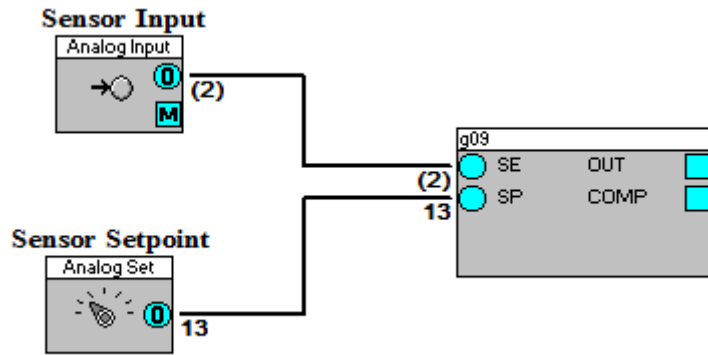 Sensor Input
Analog Input
0
(2)
M
g09
SE OUT
(2)
SP COMP
13
Sensor Setpoint
Analog Set
0
13